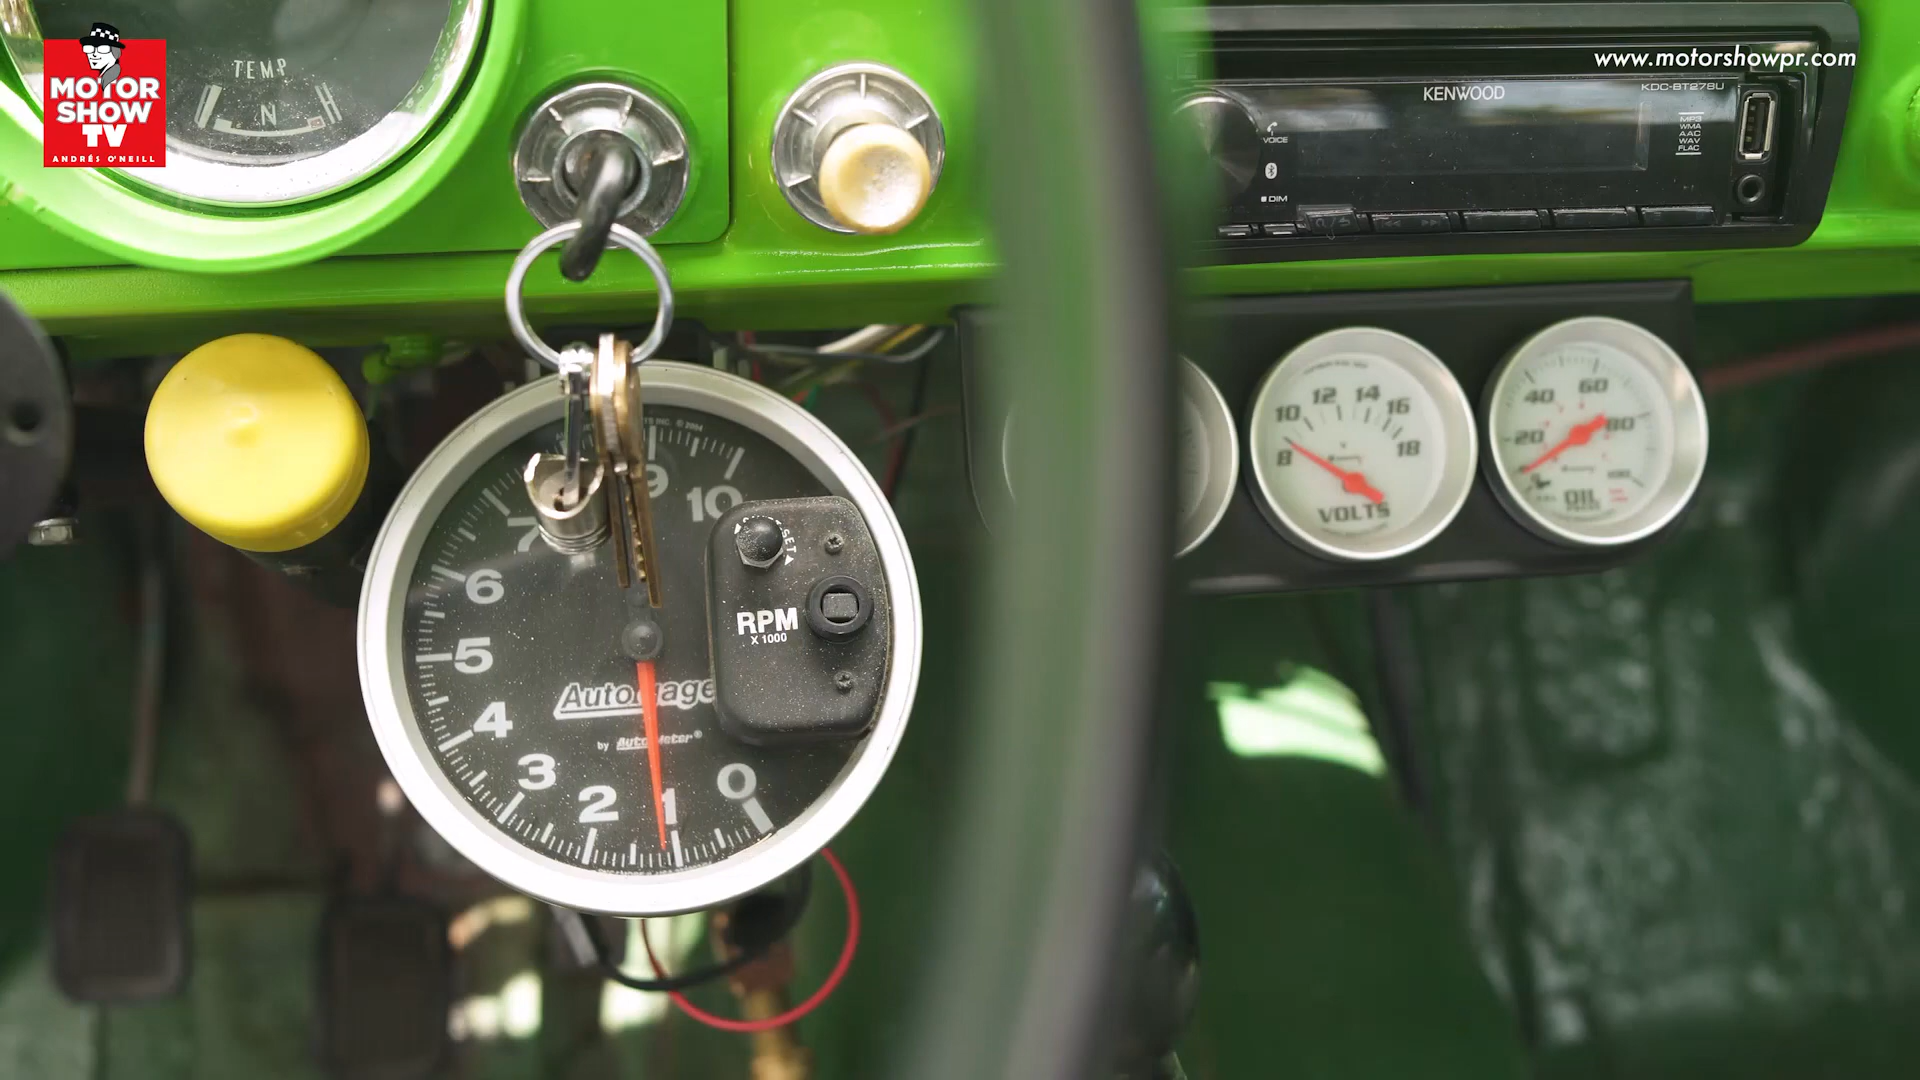 MOTOR
SHOW
TV
ANDRÉS O'NEILL
www.motorshowpr.com
TEMP
N
KENWOOD
KDC-BT278U
VOICE
DIM
MP3
WMA
AAC
WAV
FLAC
7
9
10
6
5
4
3
2
1
0
SET
RPM
X 1000
by AutoMeter®
8
10
12
14
16
18
VOLTS
20
40
60
80
100
OIL